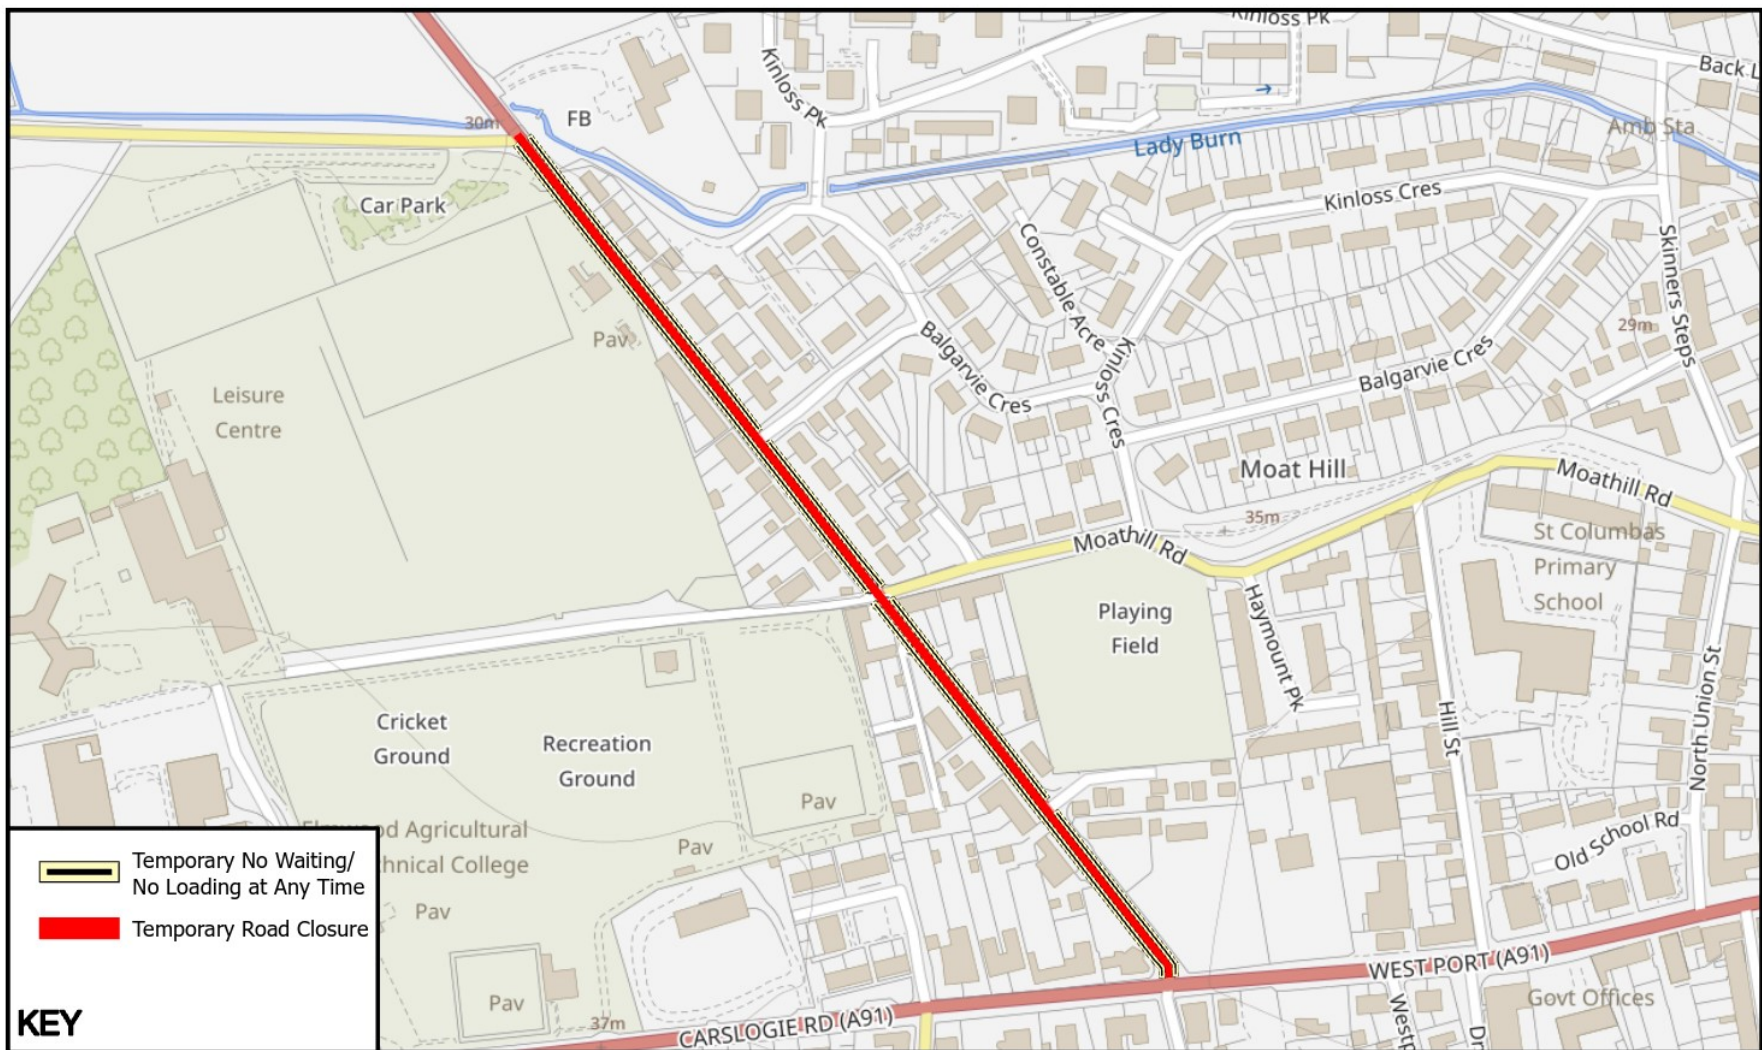 Kinloss Pk
Kinloss Pk
Back L
30m
FB
Lady Burn
Amb Sta
Car Park
Kinloss Cres
Constable Acre
Skinners Steps
29m
Pav
Balgarvie Cres
Kinloss Cres
Balgarvie Cres
Leisure
Centre
Moat Hill
Moathill Rd
35m
Moathill Rd
St Columbas
Primary
School
Playing
Field
Haymount Pk
Hill St
North Union St
Cricket
Ground
Recreation
Ground
Pav
Old School Rd
Agricultural
College
Pav
Pav
Pav
37m
CARSLOGIE RD (A91)
WEST PORT (A91)
Govt Offices
Westp
Dr
Temporary No Waiting/
No Loading at Any Time
Temporary Road Closure
KEY